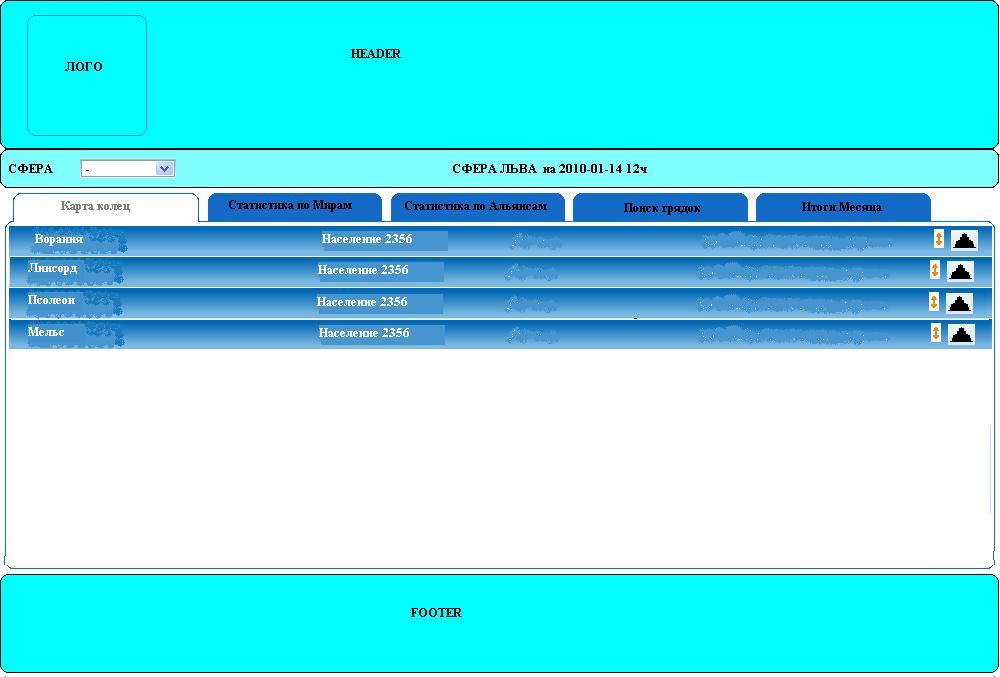 ЛОГО
HEADER
СФЕРА
-
СФЕРА ЛЬВА на 2010-01-14 12ч
Карта колец
Статистика по Мирам
Статистика по Альянсам
Поиск грядок
Итоги Месяца
Ворания Население 2356
Линсорд Население 2356
Псолеон Население 2356
Мельс Население 2356
FOOTER